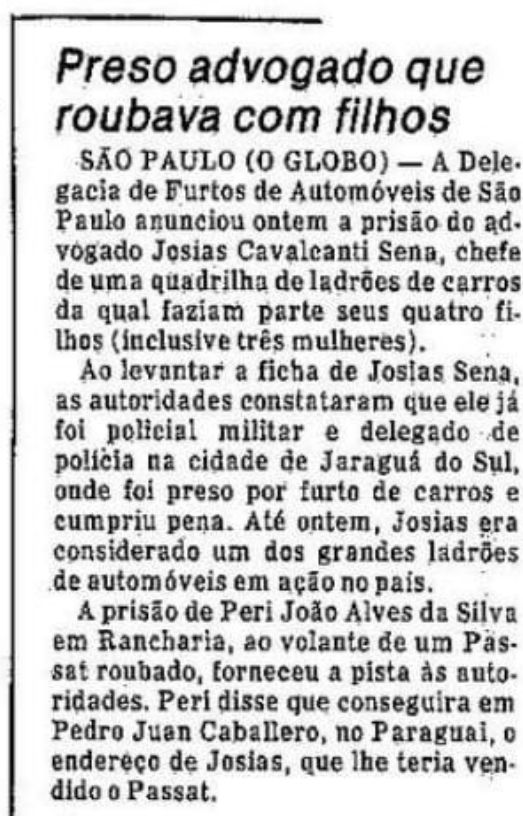 Preso advogado que
roubava com filhos
SÃO PAULO (O GLOBO) — A Dele-
gacia de Furtos de Automóveis de São
Paulo anunciou ontem a prisão do ad-
vogado Josias Cavalcanti Sena, chefe
de uma quadrilha de ladrões de carros
da qual faziam parte seus quatro fi-
lhos (inclusive três mulheres).
Ao levantar a ficha de Josias Sena,
as autoridades constataram que ele já
foi policial militar e delegado de
polícia na cidade de Jaraguá do Sul,
onde foi preso por furto de carros e
cumpriu pena. Até ontem, Josias era
considerado um dos grandes ladrões
de automóveis em ação no país.
A prisão de Peri João Alves da Silva
em Rancharia, ao volante de um Pas-
sat roubado, forneceu a pista às auto-
ridades. Peri disse que conseguira em
Pedro Juan Caballero, no Paraguai, o
endereço de Josias, que lhe teria ven-
dido o Passat.